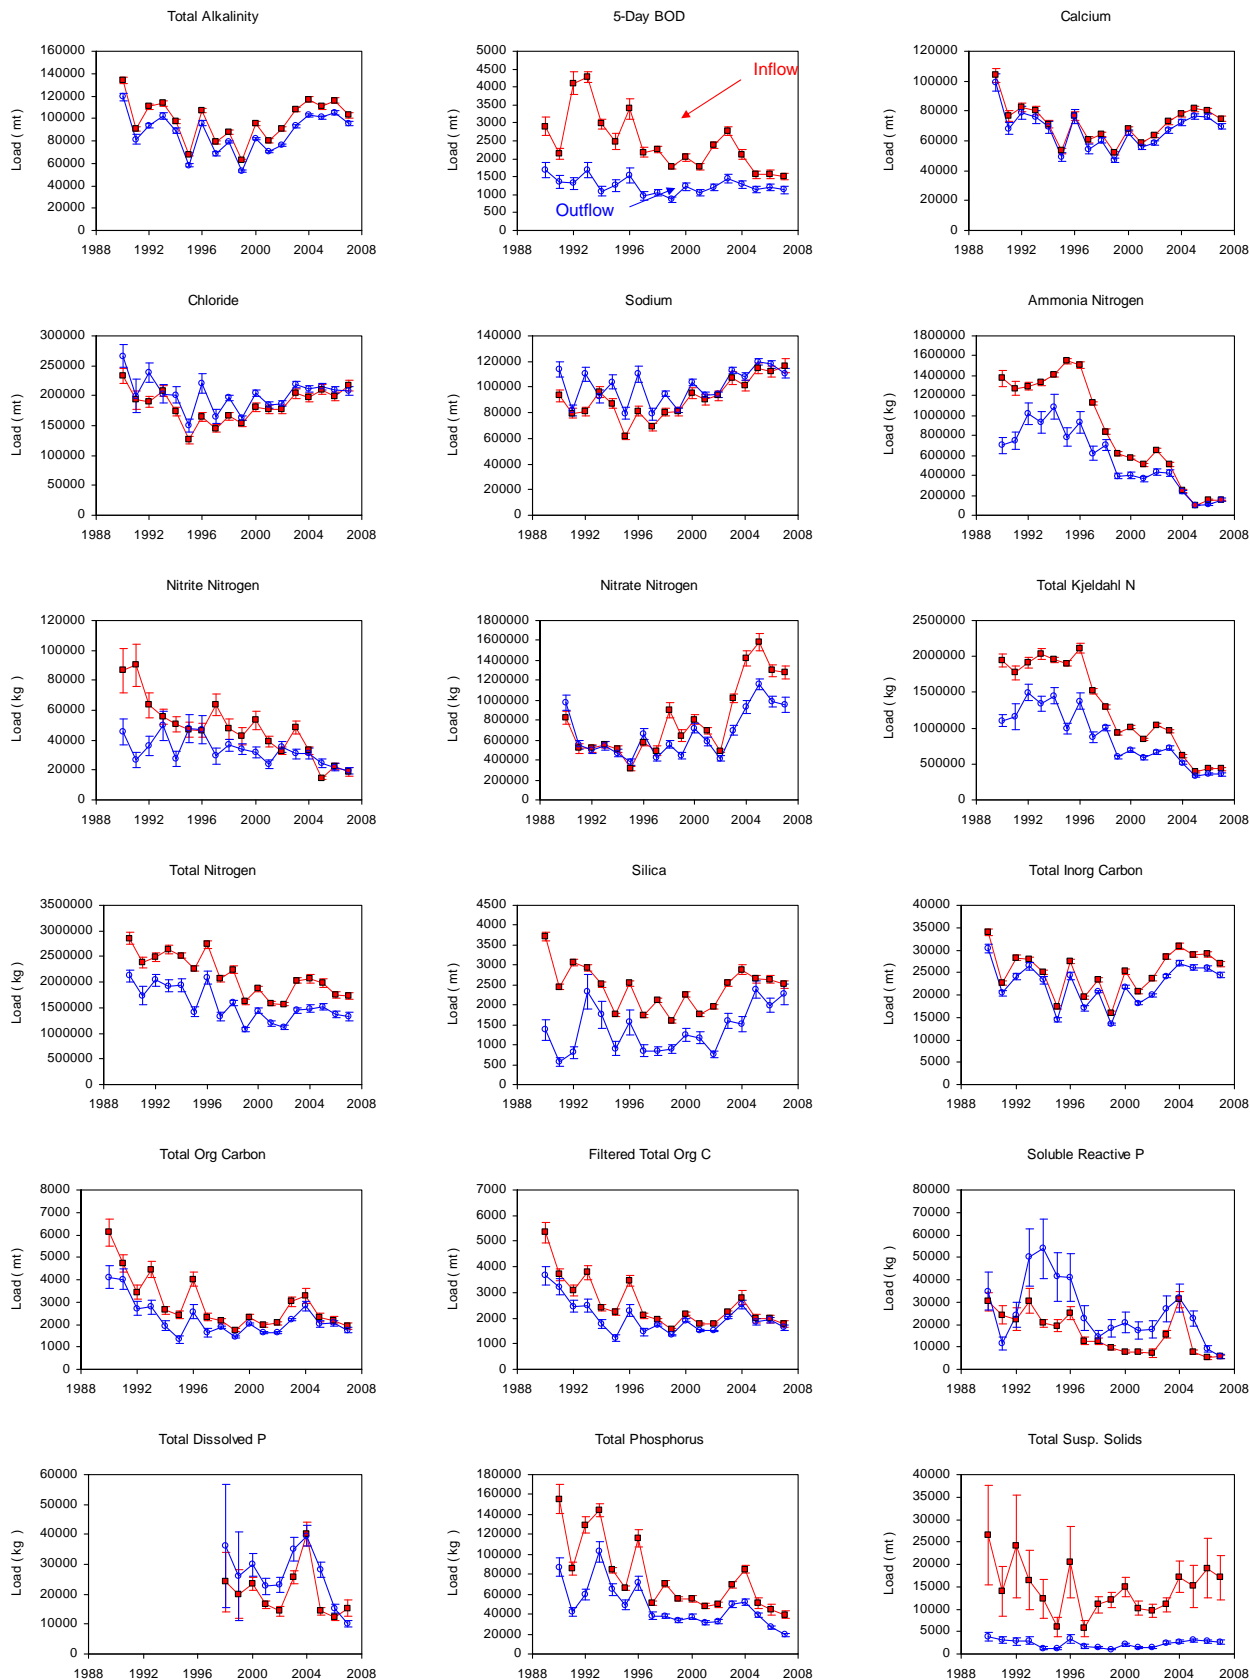 Total Alkalinity
160000
140000
120000
100000
80000
60000
40000
20000
0
Load ( mt)
1988 1992 1996 2000 2004 2008
5-Day BOD
5000
4500
4000
3500
3000
2500
2000
1500
1000
500
0
Load ( mt)
Inflow
Outflow
1988 1992 1996 2000 2004 2008
Calcium
120000
100000
80000
60000
40000
20000
0
Load ( mt)
1988 1992 1996 2000 2004 2008
Chloride
300000
250000
200000
150000
100000
50000
0
Load ( mt)
1988 1992 1996 2000 2004 2008
Sodium
140000
120000
100000
80000
60000
40000
20000
0
Load ( mt)
1988 1992 1996 2000 2004 2008
Ammonia Nitrogen
1800000
1600000
1400000
1200000
1000000
800000
600000
400000
200000
0
Load ( kg )
1988 1992 1996 2000 2004 2008
Nitrite Nitrogen
120000
100000
80000
60000
40000
20000
0
Load ( kg )
1988 1992 1996 2000 2004 2008
Nitrate Nitrogen
1800000
1600000
1400000
1200000
1000000
800000
600000
400000
200000
0
Load ( kg )
1988 1992 1996 2000 2004 2008
Total Kjeldahl N
2500000
2000000
1500000
1000000
500000
0
Load ( kg )
1988 1992 1996 2000 2004 2008
Total Nitrogen
3500000
3000000
2500000
2000000
1500000
1000000
500000
0
Load ( kg )
1988 1992 1996 2000 2004 2008
Silica
4500
4000
3500
3000
2500
2000
1500
1000
500
0
Load ( mt)
1988 1992 1996 2000 2004 2008
Total Inorg Carbon
40000
35000
30000
25000
20000
15000
10000
5000
0
Load ( mt)
1988 1992 1996 2000 2004 2008
Total Org Carbon
8000
7000
6000
5000
4000
3000
2000
1000
0
Load ( mt)
1988 1992 1996 2000 2004 2008
Filtered Total Org C
7000
6000
5000
4000
3000
2000
1000
0
Load ( mt)
1988 1992 1996 2000 2004 2008
Soluble Reactive P
80000
70000
60000
50000
40000
30000
20000
10000
0
Load ( kg )
1988 1992 1996 2000 2004 2008
Total Dissolved P
60000
50000
40000
30000
20000
10000
0
Load ( kg )
1988 1992 1996 2000 2004 2008
Total Phosphorus
180000
160000
140000
120000
100000
80000
60000
40000
20000
0
Load ( kg )
1988 1992 1996 2000 2004 2008
Total Susp. Solids
40000
35000
30000
25000
20000
15000
10000
5000
0
Load ( mt)
1988 1992 1996 2000 2004 2008